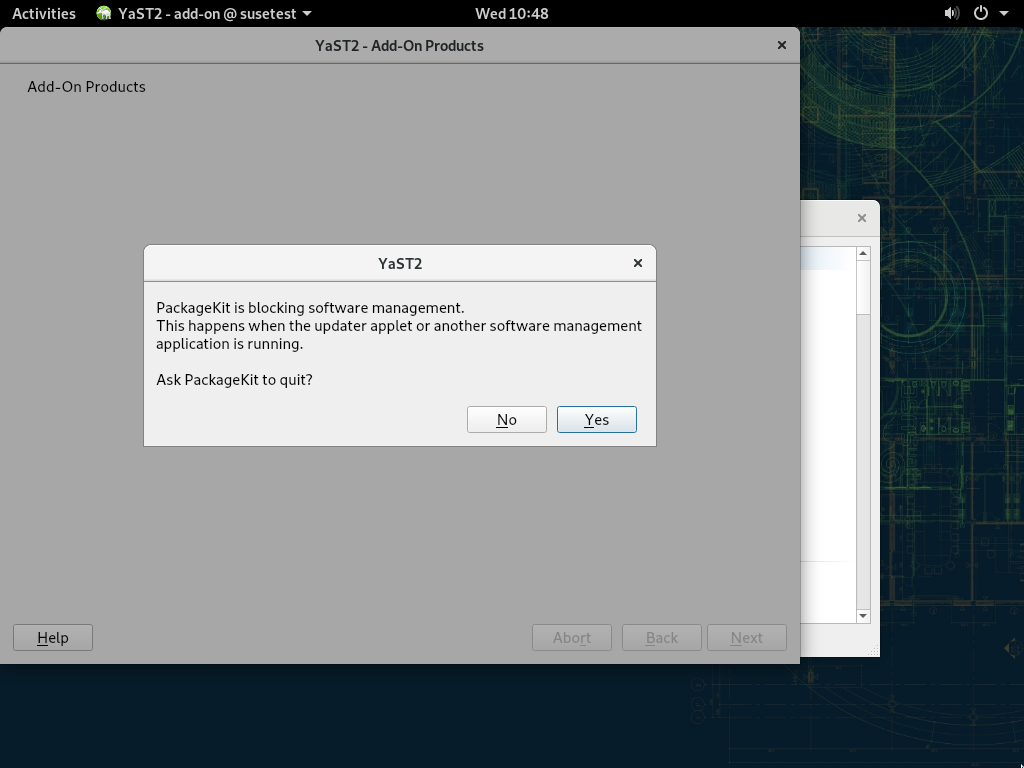 Activities YaST2 - add-on @ susetest Wed 10:48
YaST2 - Add-On Products
Add-On Products
YaST2
PackageKit is blocking software management.
This happens when the updater applet or another software management
application is running.
Ask PackageKit to quit?
No Yes
Help Abort Back Next